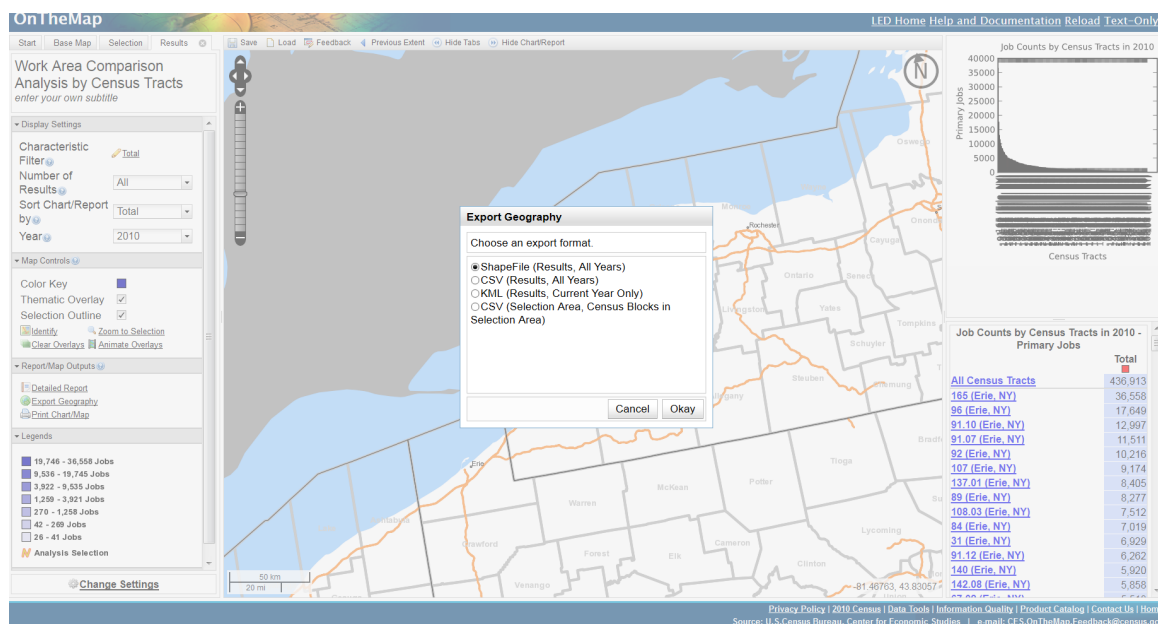 OnTheMap
LED Home Help and Documentation Reload Text-Only
Start Base Map Selection Results
Save Load Feedback Previous Extent Hide Tabs Hide Chart/Report
Work Area Comparison
Analysis by Census Tracts
enter your own subtitle
Display Settings
Characteristic
Filter
Total
Number of
Results
All
Sort Chart/Report
by
Total
Year
2010
Map Controls
Color Key
Thematic Overlay
Selection Outline
Identify Zoom to Selection
Clear Overlays Animate Overlays
Report/Map Outputs
Detailed Report
Export Geography
Print Chart/Map
Legends
19,746 - 36,558 Jobs
9,536 - 19,745 Jobs
3,922 - 9,535 Jobs
1,259 - 3,921 Jobs
270 - 1,258 Jobs
42 - 269 Jobs
26 - 41 Jobs
Analysis Selection
Change Settings
N
Oswego
Rochester
Cayuga
Ontario
Livingston
Yates
Tompkins
Schuyler
Steuben
Erie
McKean
Potter
Tioga
Warren
Crawford
Forest
Elk
Cameron
Clinton
Lycoming
Venango
50 km
20 mi
-81.46763, 43.83057
Export Geography
Choose an export format.
ShapeFile (Results, All Years)
CSV (Results, All Years)
KML (Results, Current Year Only)
CSV (Selection Area, Census Blocks in
Selection Area)
Cancel Okay
Job Counts by Census Tracts in 2010
Primary Jobs
40000
35000
30000
25000
20000
15000
10000
5000
0
Census Tracts
Job Counts by Census Tracts in 2010 -
Primary Jobs
Total
All Census Tracts 436,913
165 (Erie, NY) 36,558
96 (Erie, NY) 17,649
91.10 (Erie, NY) 12,997
91.07 (Erie, NY) 11,511
92 (Erie, NY) 10,216
107 (Erie, NY) 9,174
137.01 (Erie, NY) 8,405
89 (Erie, NY) 8,277
108.03 (Erie, NY) 7,512
84 (Erie, NY) 7,019
31 (Erie, NY) 6,929
91.12 (Erie, NY) 6,262
140 (Erie, NY) 5,920
142.08 (Erie, NY) 5,858
Privacy Policy | 2010 Census | Data Tools | Information Quality | Product Catalog | Contact Us | Hom
Source: U.S.Census Bureau, Center for Economic Studies | e-mail: CES.OnTheMap.Feedback@census.go